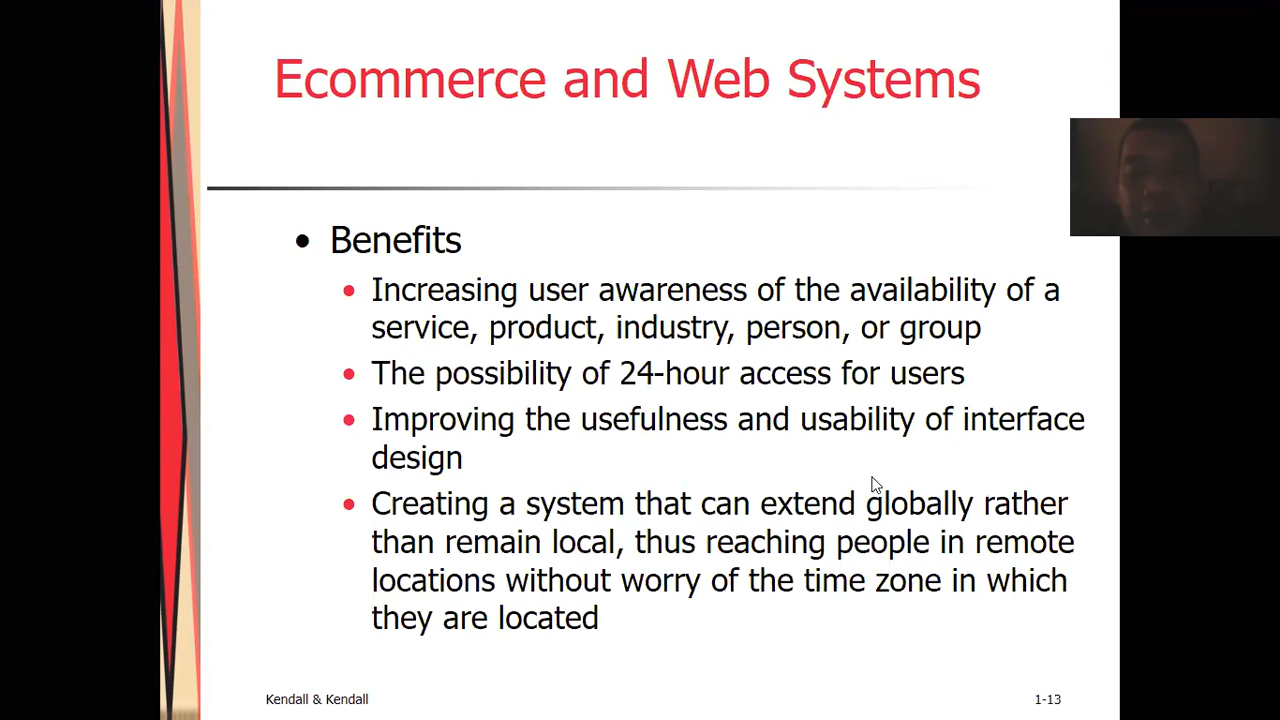 Ecommerce and Web Systems
• Benefits
• Increasing user awareness of the availability of a
service, product, industry, person, or group
• The possibility of 24-hour access for users
• Improving the usefulness and usability of interface
design
• Creating a system that can extend globally rather
than remain local, thus reaching people in remote
locations without worry of the time zone in which
they are located
Kendall & Kendall
1-13